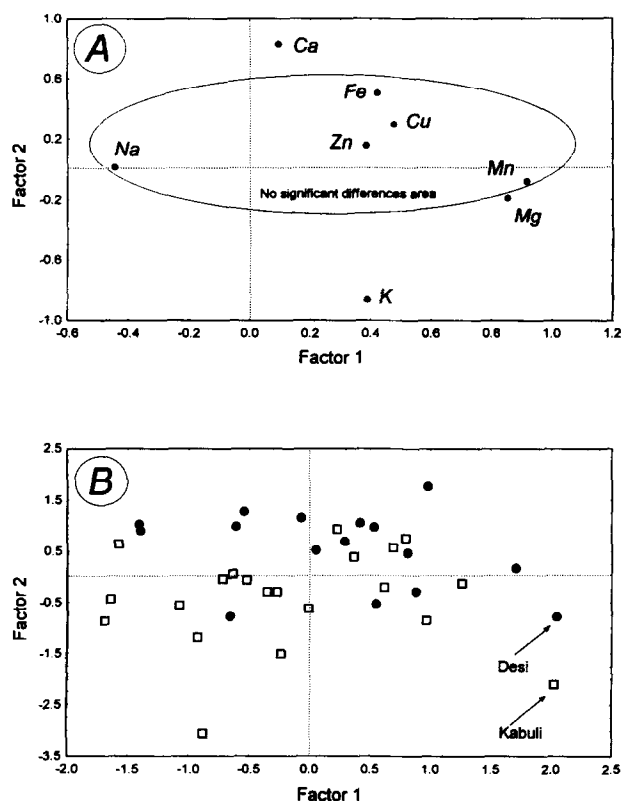 A
1.0
0.6
0.2
-0.2
-0.6
-1.0
Factor 2
Ca
Fe
Cu
Zn
Na
Mn
No significant differences area
Mg
K
-0.6 -0.4 -0.2 0.0 0.2 0.4 0.6 0.8 1.0 1.2
Factor 1
B
2.5
1.5
0.5
-0.5
-1.5
-2.5
-3.5
Factor 2
Desi
Kabuli
-2.0 -1.5 -1.0 -0.5 0.0 0.5 1.0 1.5 2.0 2.5
Factor 1